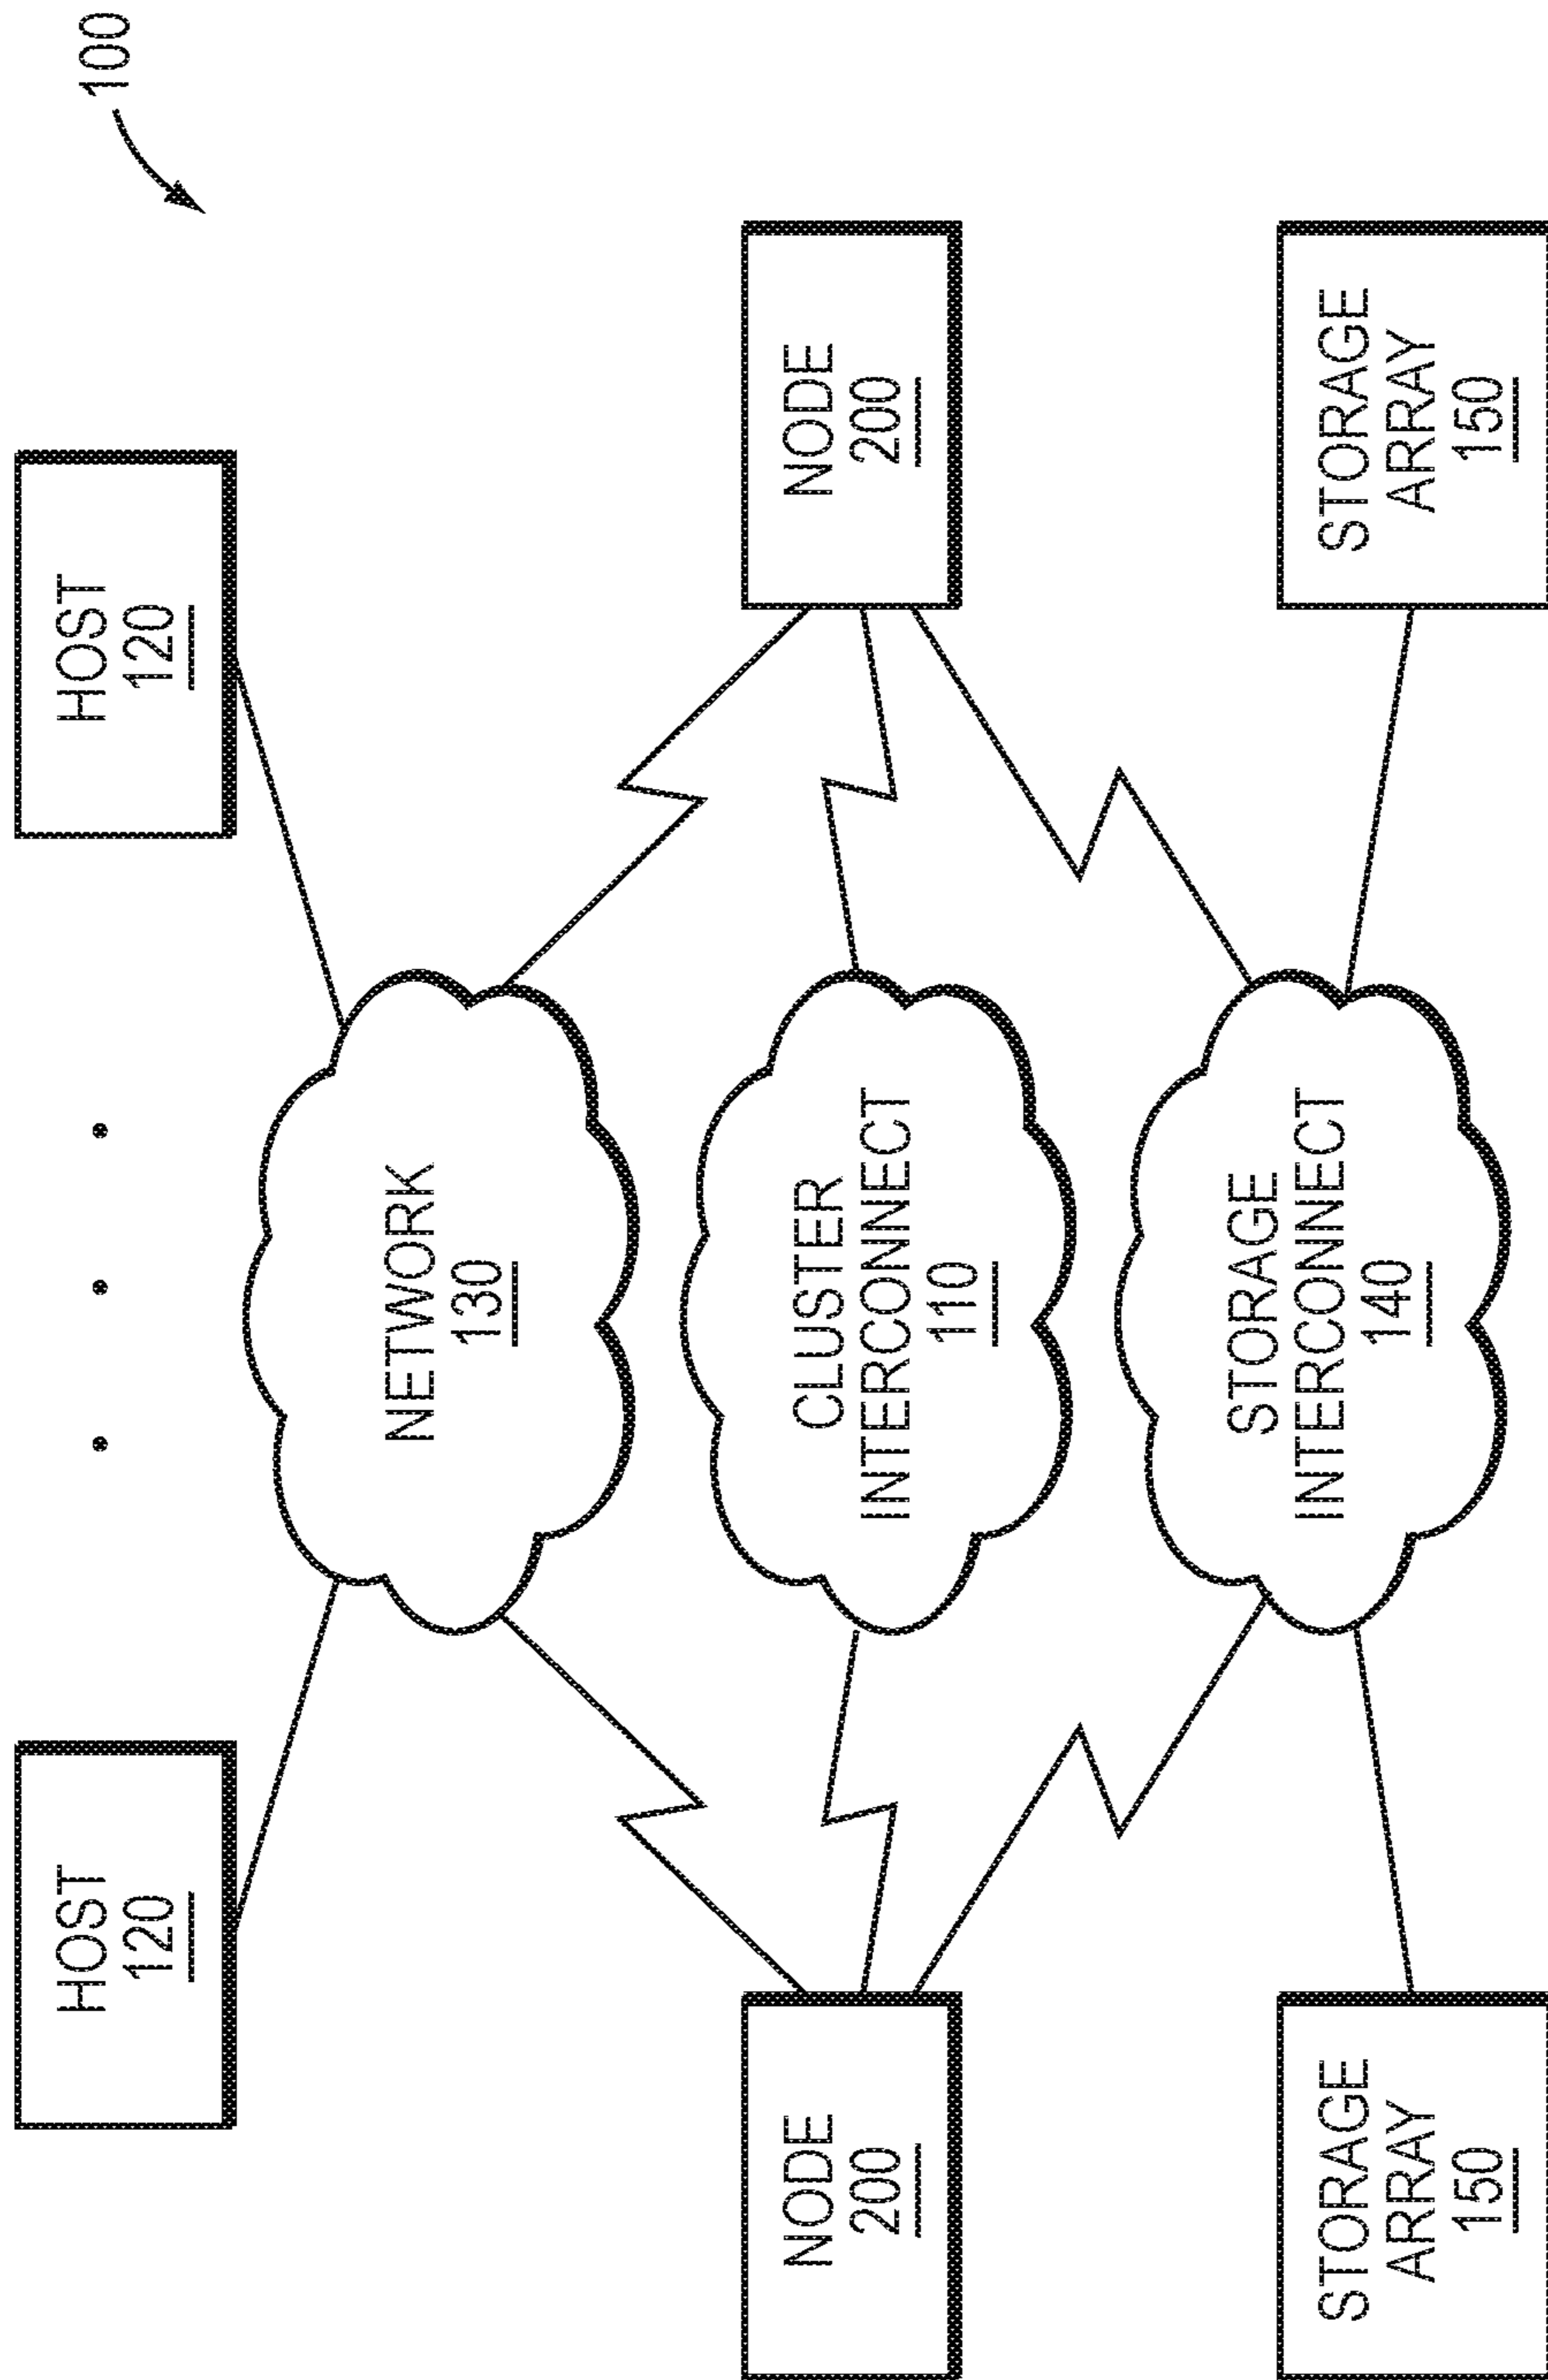 100
HOST
120
HOST
120
NETWORK
130
NODE
200
CLUSTER
INTERCONNECT
110
NODE
200
STORAGE
INTERCONNECT
140
STORAGE
ARRAY
150
STORAGE
ARRAY
150